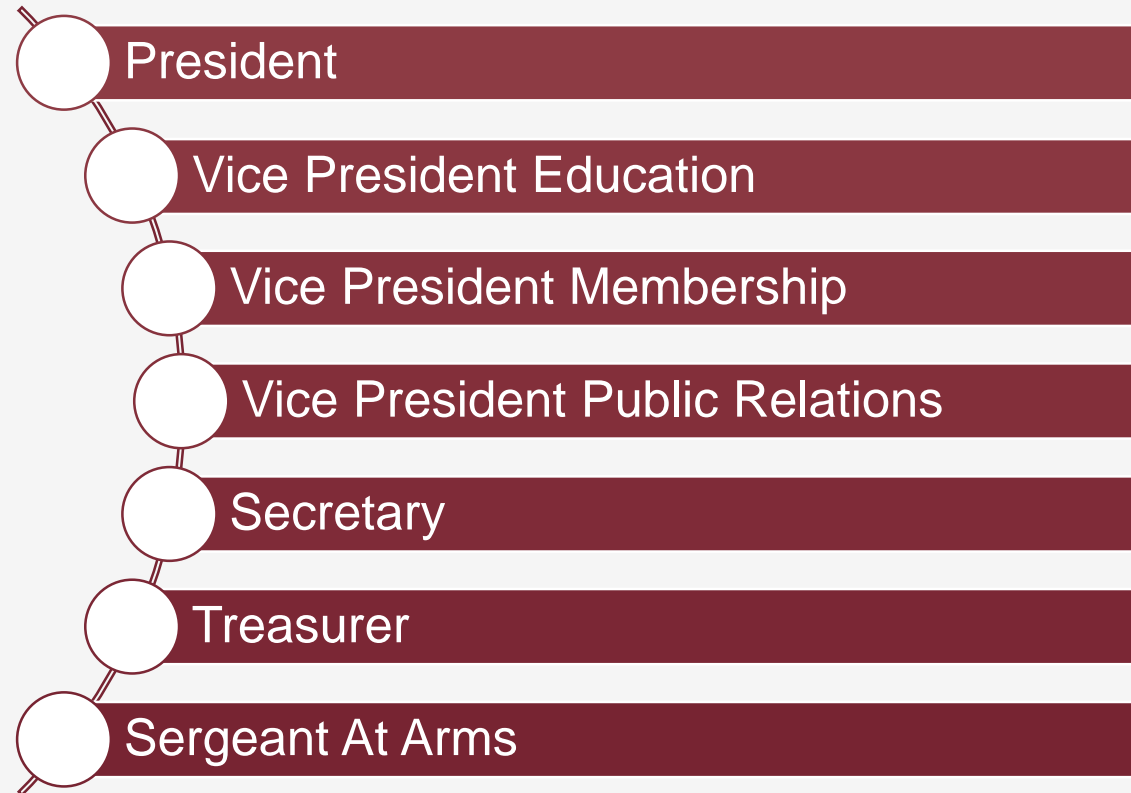 President
Vice President Education
Vice President Membership
Vice President Public Relations
Secretary
Treasurer
Sergeant At Arms